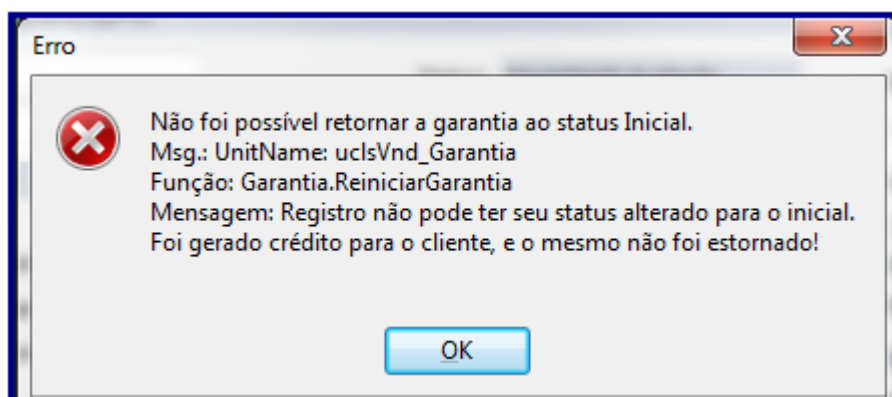 Erro
Não foi possível retornar a garantia ao status Inicial.
Msg.: UnitName: uclsVnd_Garantia
Função: Garantia.ReiniciarGarantia
Mensagem: Registro não pode ter seu status alterado para o inicial.
Foi gerado crédito para o cliente, e o mesmo não foi estornado!
OK